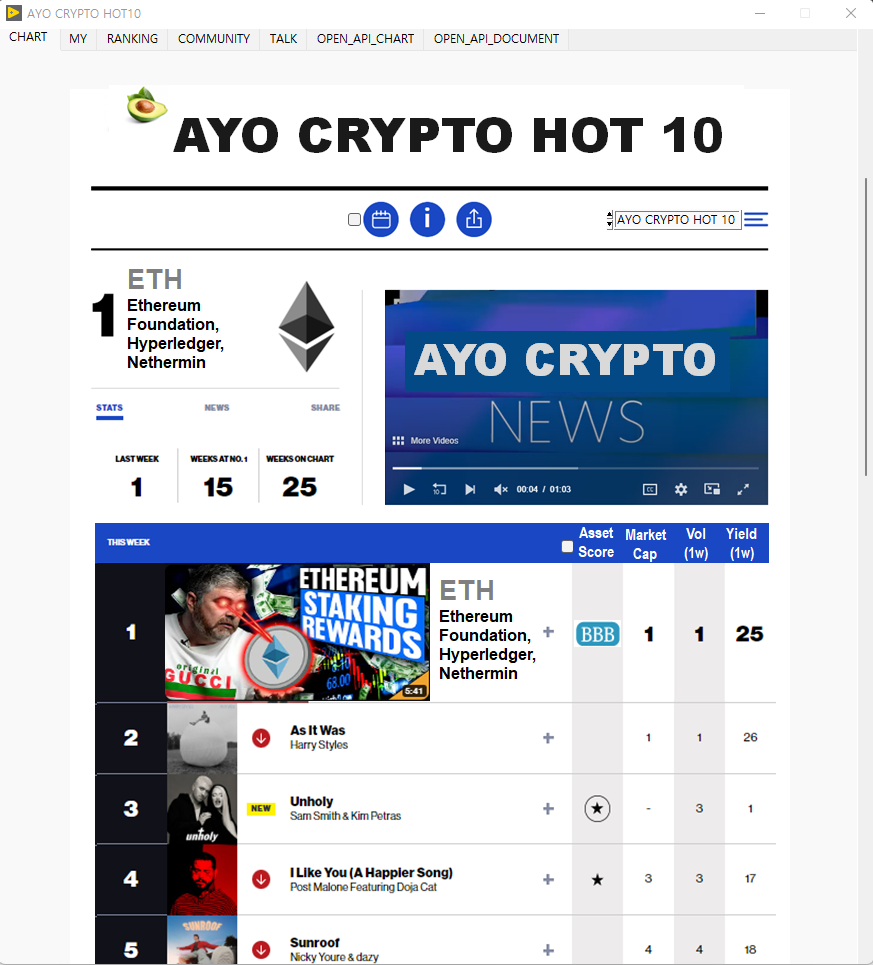 AYO CRYPTO HOT10
CHART MY RANKING COMMUNITY TALK OPEN_API_CHART OPEN_API_DOCUMENT
AYO CRYPTO HOT 10
i
AYO CRYPTO HOT 10
1
ETH
Ethereum
Foundation,
Hyperledger,
Nethermin
STATS NEWS SHARE
LAST WEEK WEEKS AT NO. 1 WEEKS ON CHART
1 15 25
AYO CRYPTO
NEWS
More Videos
10
00:04 / 01:03
CC
THIS WEEK
Asset
Score
Market
Cap
Vol
(1w)
Yield
(1w)
1
ETHEREUM
STAKING
REWARDS
original
GUCCI
8.10
68.00
5:41
ETH
Ethereum
Foundation,
Hyperledger,
Nethermin
+ BBB 1 1 25
2
As It Was
Harry Styles
+ 1 1 26
3
unholy
NEW
Unholy
Sam Smith & Kim Petras
+ ★ - 3 1
4
I Like You (A Happler Song)
Post Malone Featuring Doja Cat
+ ★ 3 3 17
5
SUNROOF
Sunroof
Nicky Youre & dazy
+ 4 4 18